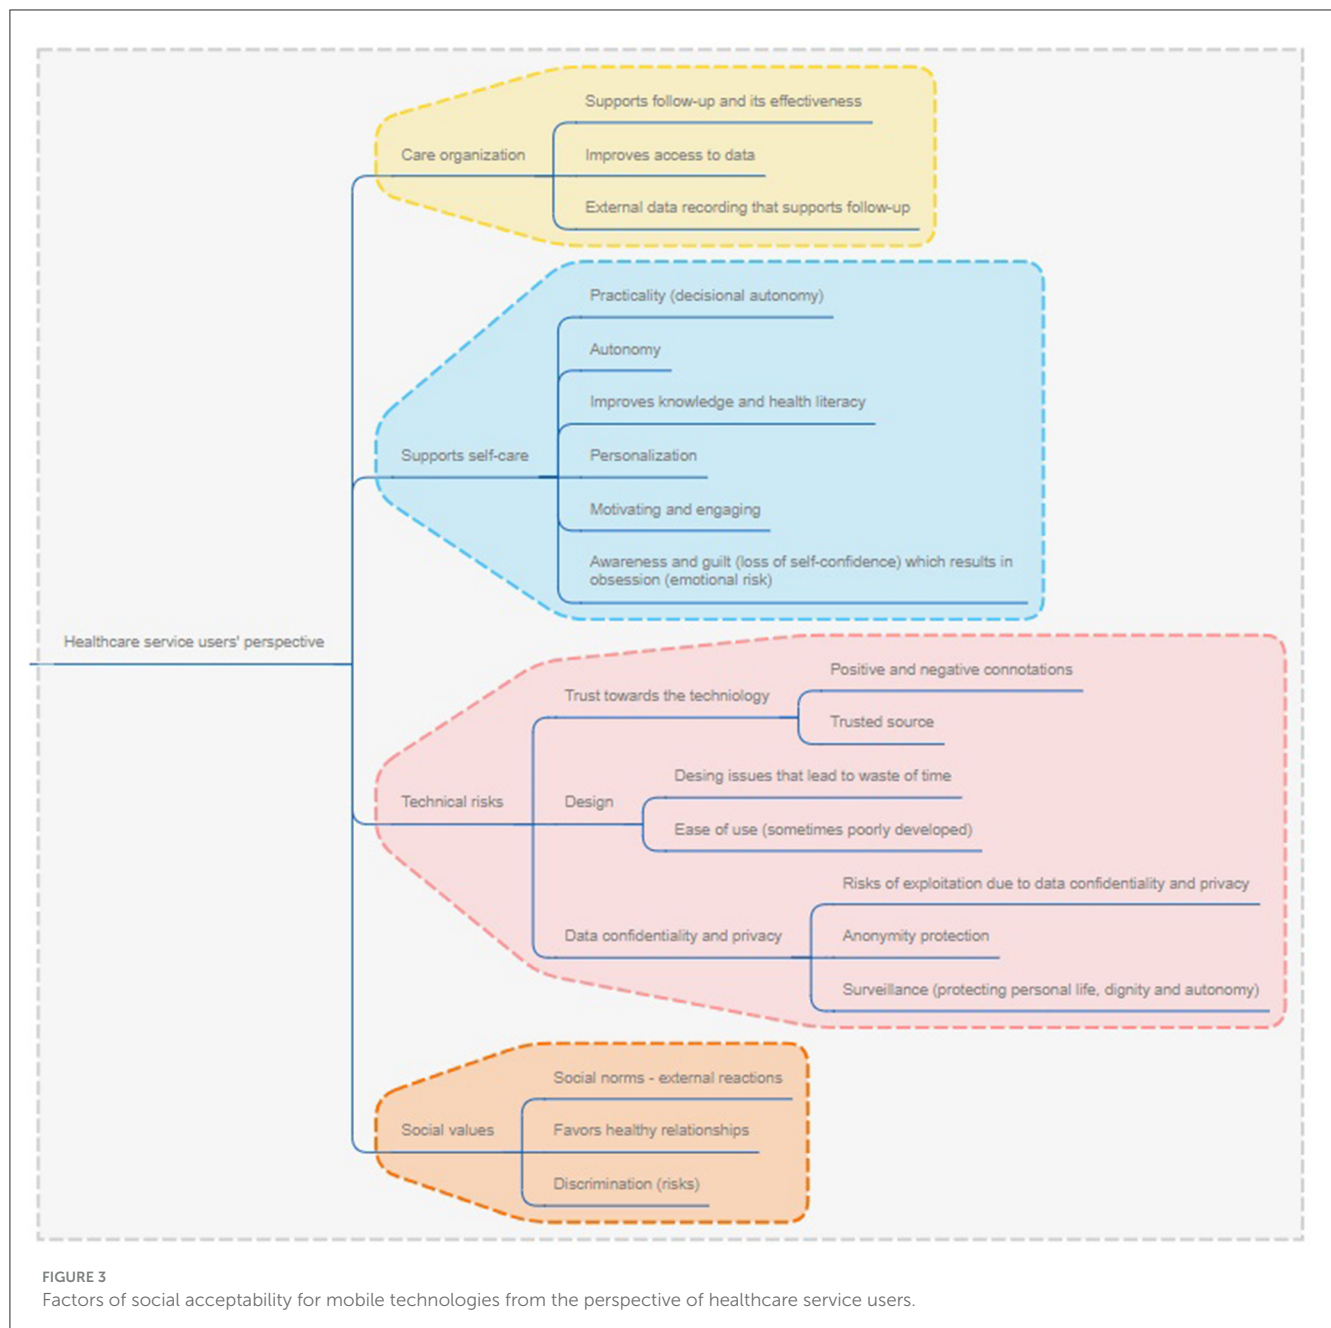 Supports follow-up and its effectiveness
Care organization
Improves access to data
External data recording that supports follow-up
Practicality (decisional autonomy)
Autonomy
Improves knowledge and health literacy
Supports self-care
Personalization
Motivating and engaging
Awareness and guilt (loss of self-confidence) which results in
obsession (emotional risk)
Healthcare service users' perspective
Positive and negative connotations
Trust towards the techniology
Trusted source
Desing issues that lead to waste of time
Technical risks
Design
Ease of use (sometimes poorly developed)
Risks of exploitation due to data confidentiality and privacy
Data confidentiality and privacy
Anonymity protection
Surveillance (protecting personal life, dignity and autonomy)
Social norms - external reactions
Social values
Favors healthy relationships
Discrimination (risks)
FIGURE 3
Factors of social acceptability for mobile technologies from the perspective of healthcare service users.